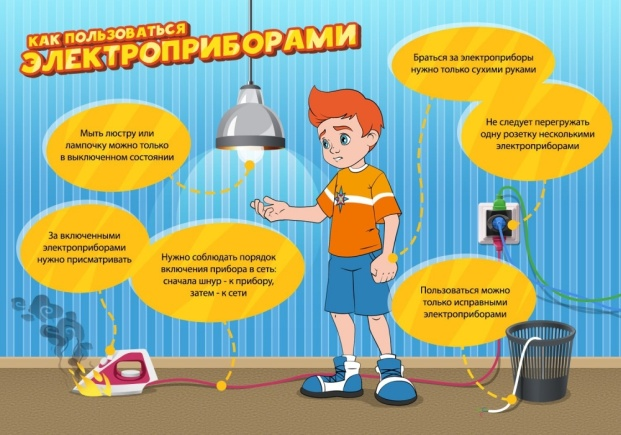 КАК ПОЛЬЗОВАТЬСЯ
ЭЛЕКТРОПРИБОРАМИ
Браться за электроприборы
нужно только сухими руками
Мыть люстру или
лампочку можно только
в выключенном состоянии
Не следует перегружать
одну розетку несколькими
электроприборами
За включенными
электроприборами
нужно присматривать
Нужно соблюдать порядок
включения прибора в сеть:
сначала шнур - к прибору,
затем - к сети
Пользоваться можно
только исправными
электроприборами